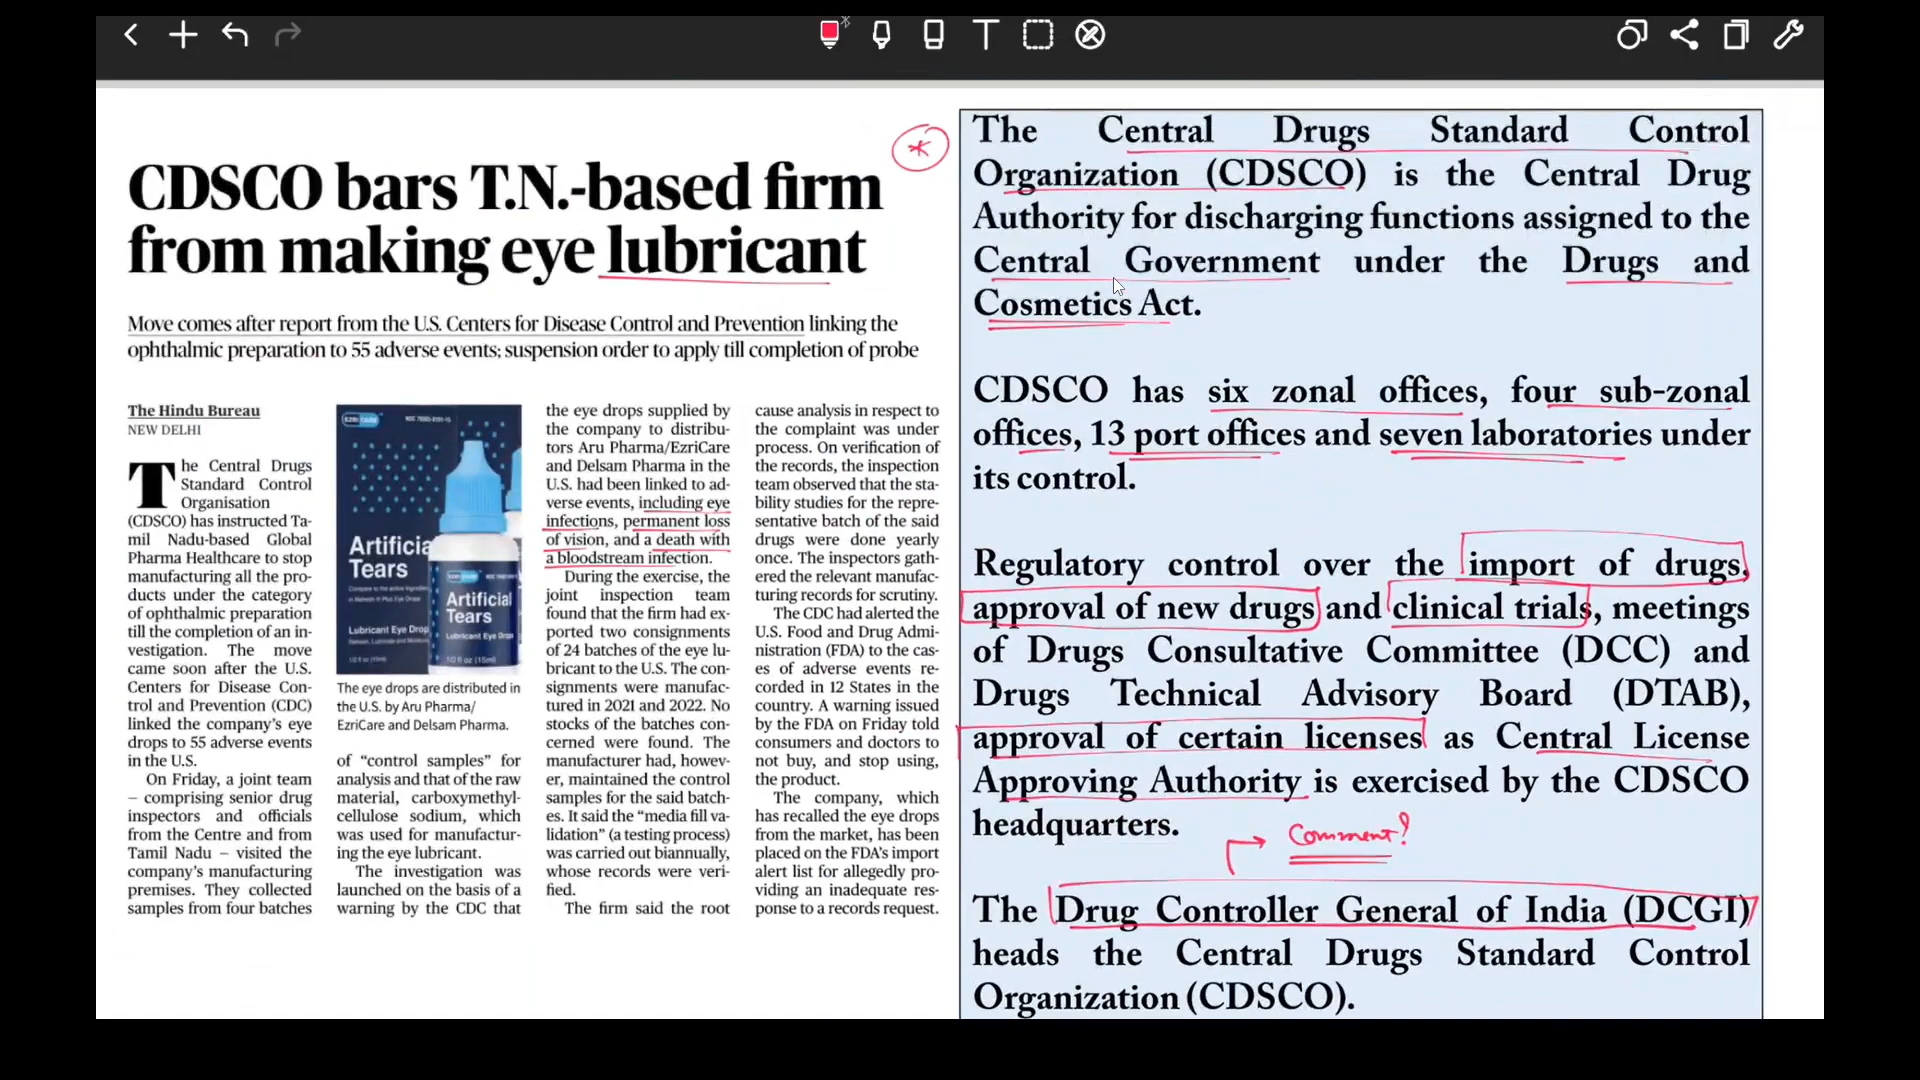 CDSCO bars T.N.-based firm
from making eye lubricant
Move comes after report from the U.S. Centers for Disease Control and Prevention linking the
ophthalmic preparation to 55 adverse events; suspension order to apply till completion of probe
The Hindu Bureau
NEW DELHI
The Central Drugs
Standard Control
Organisation
(CDSCO) has instructed Ta-
mil Nadu-based Global
Pharma Healthcare to stop
manufacturing all the pro-
ducts under the category
of ophthalmic preparation
till the completion of an in-
vestigation. The move
came soon after the U.S.
Centers for Disease Con-
trol and Prevention (CDC)
linked the company's eye
drops to 55 adverse events
in the U.S.
On Friday, a joint team
– comprising senior drug
inspectors and officials
from the Centre and from
Tamil Nadu – visited the
company's manufacturing
premises. They collected
samples from four batches
Artificial
Tears
Lubricant Eye Drop
Artificial
Tears
Lubricant Eye Drops
The eye drops are distributed in
the U.S. by Aru Pharma/
EzriCare and Delsam Pharma.
of "control samples" for
analysis and that of the raw
material, carboxymethyl-
cellulose sodium, which
was used for manufactur-
ing the eye lubricant.
The investigation was
launched on the basis of a
warning by the CDC that
the eye drops supplied by
the company to distribu-
tors Aru Pharma/EzriCare
and Delsam Pharma in the
U.S. had been linked to ad-
verse events, including eye
infections, permanent loss
of vision, and a death with
a bloodstream infection.
During the exercise, the
joint inspection team
found that the firm had ex-
ported two consignments
of 24 batches of the eye lu-
bricant to the U.S. The con-
signments were manufac-
tured in 2021 and 2022. No
stocks of the batches con-
cerned were found. The
manufacturer had, howev-
er, maintained the control
samples for the said batch-
es. It said the "media fill va-
lidation" (a testing process)
was carried out biannually,
whose records were veri-
fied.
The firm said the root
cause analysis in respect to
the complaint was under
process. On verification of
the records, the inspection
team observed that the sta-
bility studies for the repre-
sentative batch of the said
drugs were done yearly
once. The inspectors gath-
ered the relevant manufac-
turing records for scrutiny.
The CDC had alerted the
U.S. Food and Drug Admi-
nistration (FDA) to the cas-
es of adverse events re-
corded in 12 States in the
country. A warning issued
by the FDA on Friday told
consumers and doctors to
not buy, and stop using,
the product.
The company, which
has recalled the eye drops
from the market, has been
placed on the FDA's import
alert list for allegedly pro-
viding an inadequate res-
ponse to a records request.
The Central Drugs Standard Control
Organization (CDSCO) is the Central Drug
Authority for discharging functions assigned to the
Central Government under the Drugs and
Cosmetics Act.
CDSCO has six zonal offices, four sub-zonal
offices, 13 port offices and seven laboratories under
its control.
Regulatory control over the import of drugs,
approval of new drugs and clinical trials, meetings
of Drugs Consultative Committee (DCC) and
Drugs Technical Advisory Board (DTAB),
approval of certain licenses as Central License
Approving Authority is exercised by the CDSCO
headquarters.
Comment?
The Drug Controller General of India (DCGI)
heads the Central Drugs Standard Control
Organization (CDSCO).